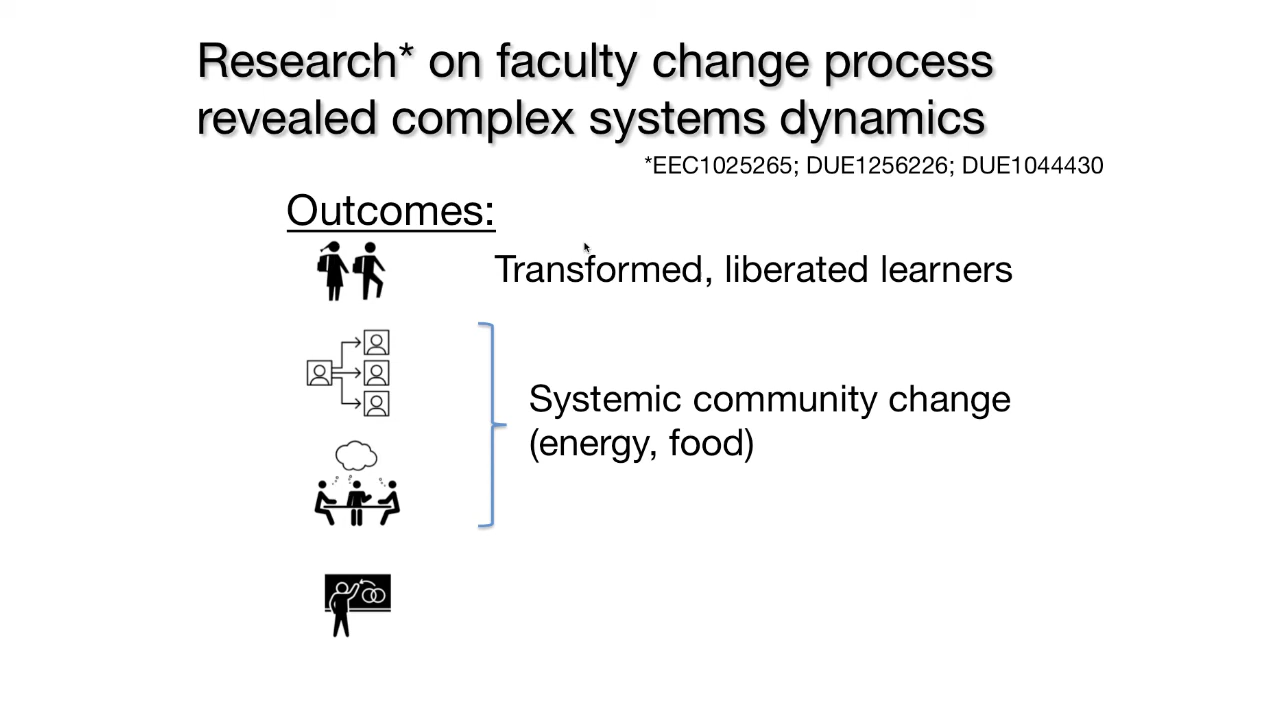 Research* on faculty change process
revealed complex systems dynamics
*EEC1025265; DUE1256226; DUE1044430
Outcomes:
Transformed, liberated learners
Systemic community change
(energy, food)